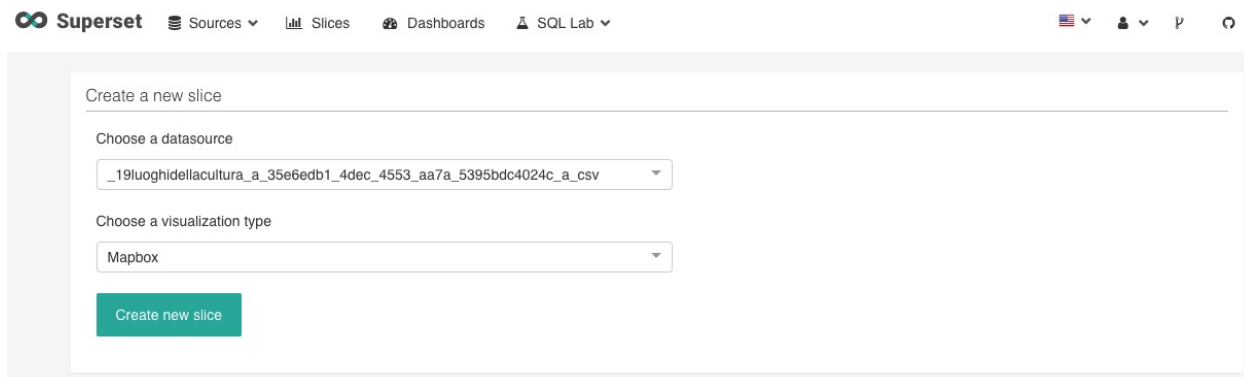 Superset Sources Slices Dashboards SQL Lab
Create a new slice
Choose a datasource
_19luoghidellacultura_a_35e6edb1_4dec_4553_aa7a_5395bdc4024c_a_csv
Choose a visualization type
Mapbox
Create new slice